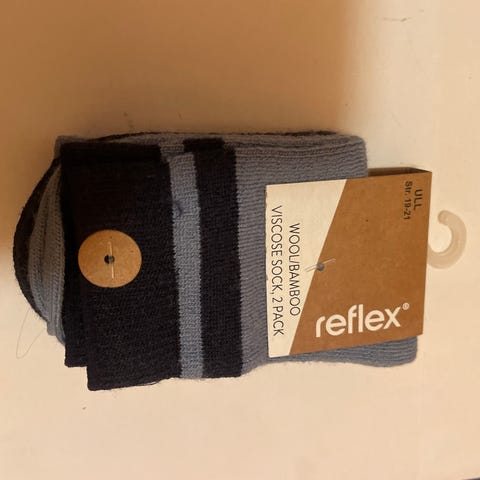 ULL
Str. 19-21
WOOL/BAMBOO
VISCOSE SOCK, 2 PACK
reflex®